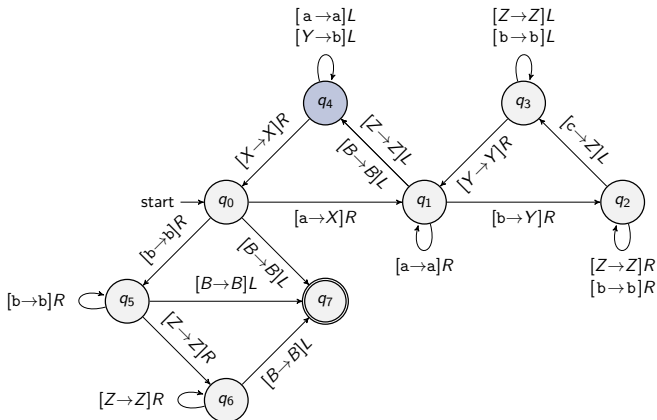 [a→a]L
[Y→b]L
[Z→Z]L
[b→b]L
q4
q3
[X→X]R
[Z→Z]L
[B→B]L
[Y→Y]R
[c→Z]L
start
q0
[a→X]R
q1
[b→Y]R
q2
[b→b]R
[B→B]L
[a→a]R
[Z→Z]R
[b→b]R
[b→b]R
q5
[B→B]L
q7
[Z→Z]R
[B→B]L
[Z→Z]R
q6